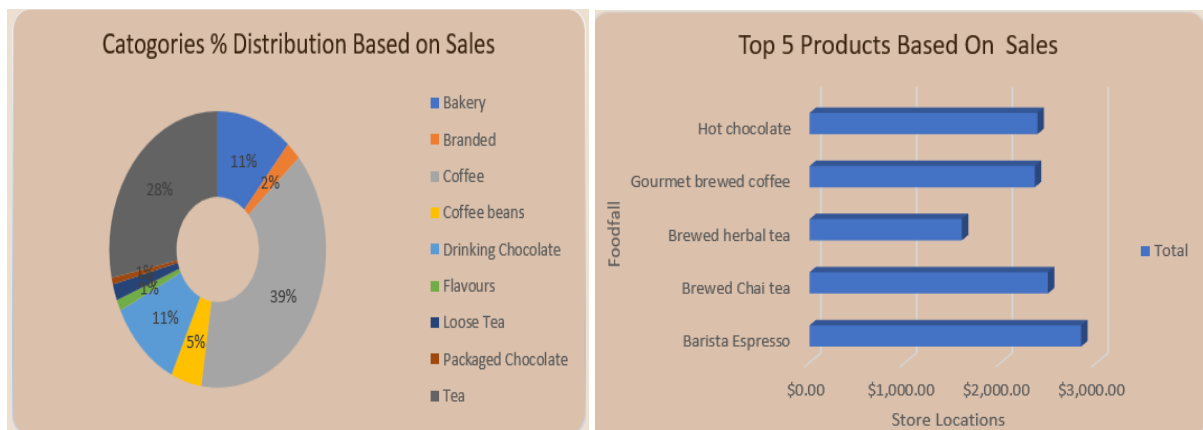 Catogories % Distribution Based on Sales
11%
2%
39%
5%
11%
1%
1%
28%
Bakery
Branded
Coffee
Coffee beans
Drinking Chocolate
Flavours
Loose Tea
Packaged Chocolate
Tea
Top 5 Products Based On Sales
Foodfall
Hot chocolate
Gourmet brewed coffee
Brewed herbal tea
Brewed Chai tea
Barista Espresso
$0.00 $1,000.00 $2,000.00 $3,000.00
Store Locations
Total